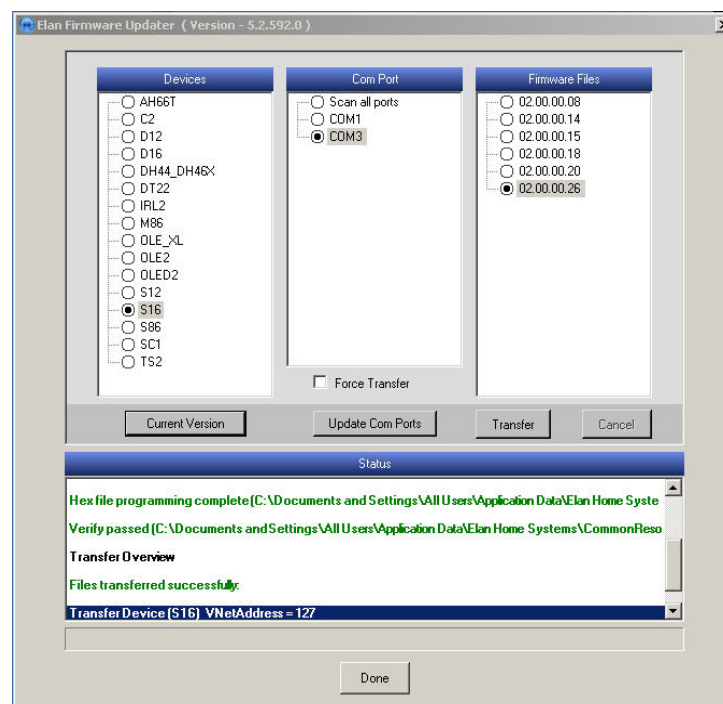 Elan Firmware Updater ( Version - 5.2.592.0 )
Devices
AH66T
C2
D12
D16
DH44_DH46X
DT22
IRL2
M86
OLE_XL
OLE2
OLED2
S12
S16
S86
SC1
TS2
Current Version
Com Port
Scan all ports
COM1
COM3
Force Transfer
Update Com Ports
Firmware Files
02.00.00.08
02.00.00.14
02.00.00.15
02.00.00.18
02.00.00.20
02.00.00.26
Transfer
Cancel
Status
Hex file programming complete(C:\Documents and Settings\All Users\Application Data\Elan Home Syste
Verify passed(C:\Documents and Settings\All Users\Application Data\Elan Home Systems\CommonReso
Transfer Overview
Files transferred successfully:
Transfer Device (S16) VNetAddress = 127
Done